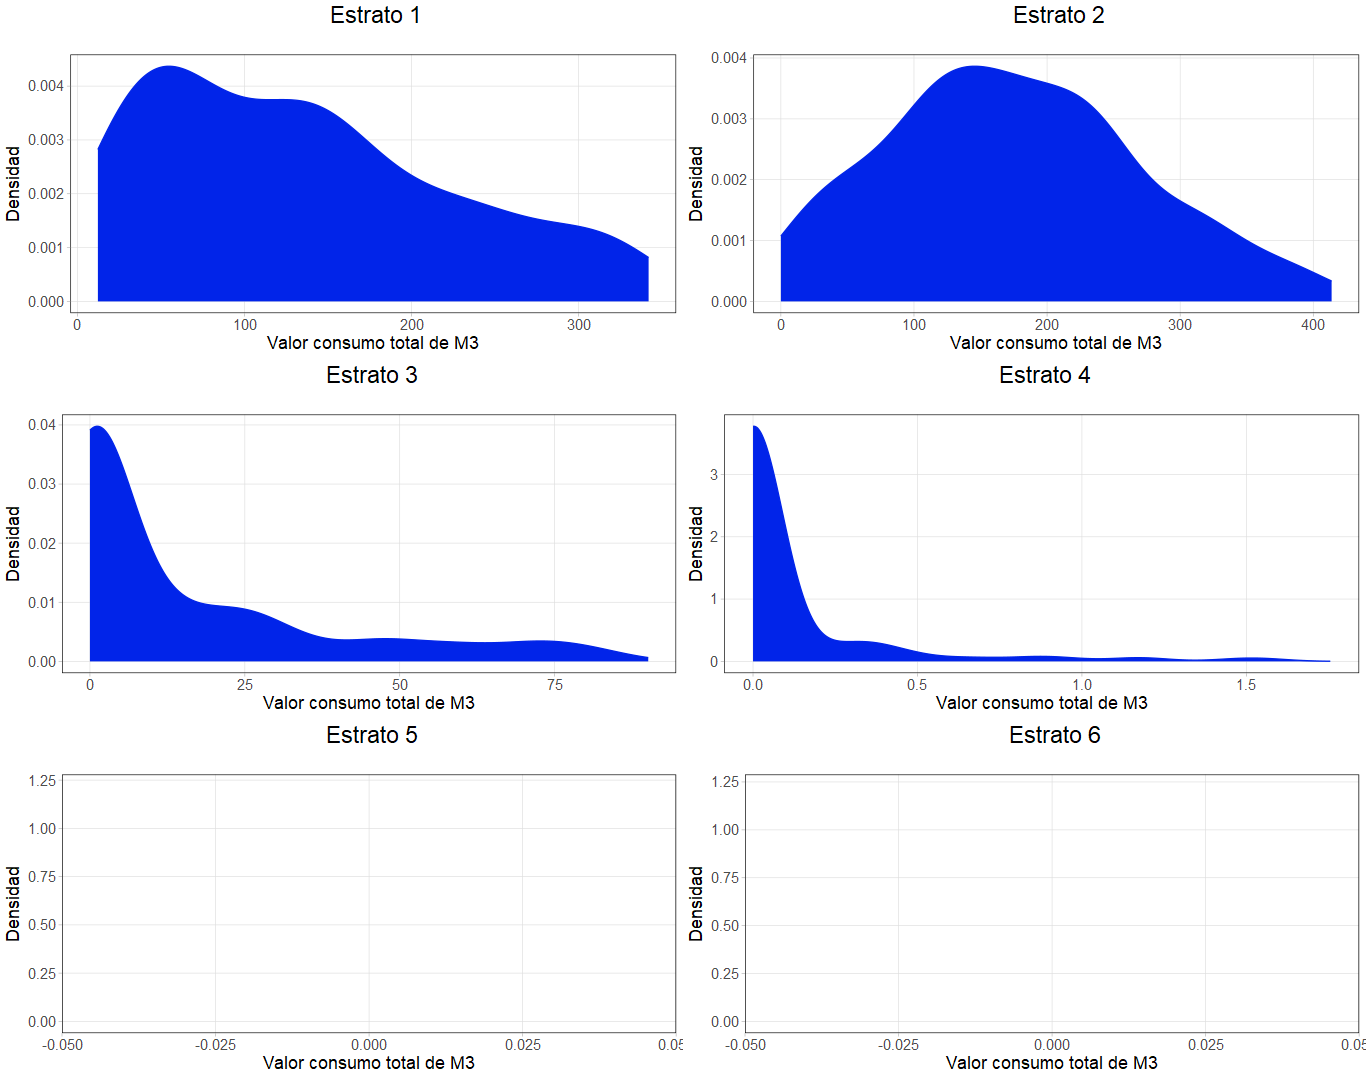 Estrato 1
Densidad
0.004
0.003
0.002
0.001
0.000
0 100 200 300
Valor consumo total de M3
Estrato 2
Densidad
0.004
0.003
0.002
0.001
0.000
0 100 200 300 400
Valor consumo total de M3
Estrato 3
Densidad
0.04
0.03
0.02
0.01
0.00
0 25 50 75
Valor consumo total de M3
Estrato 4
Densidad
3
2
1
0
0.0 0.5 1.0 1.5
Valor consumo total de M3
Estrato 5
Densidad
1.25
1.00
0.75
0.50
0.25
0.00
-0.050 -0.025 0.000 0.025
Valor consumo total de M3
Estrato 6
Densidad
1.25
1.00
0.75
0.50
0.25
0.00
-0.050 -0.025 0.000 0.025
Valor consumo total de M3